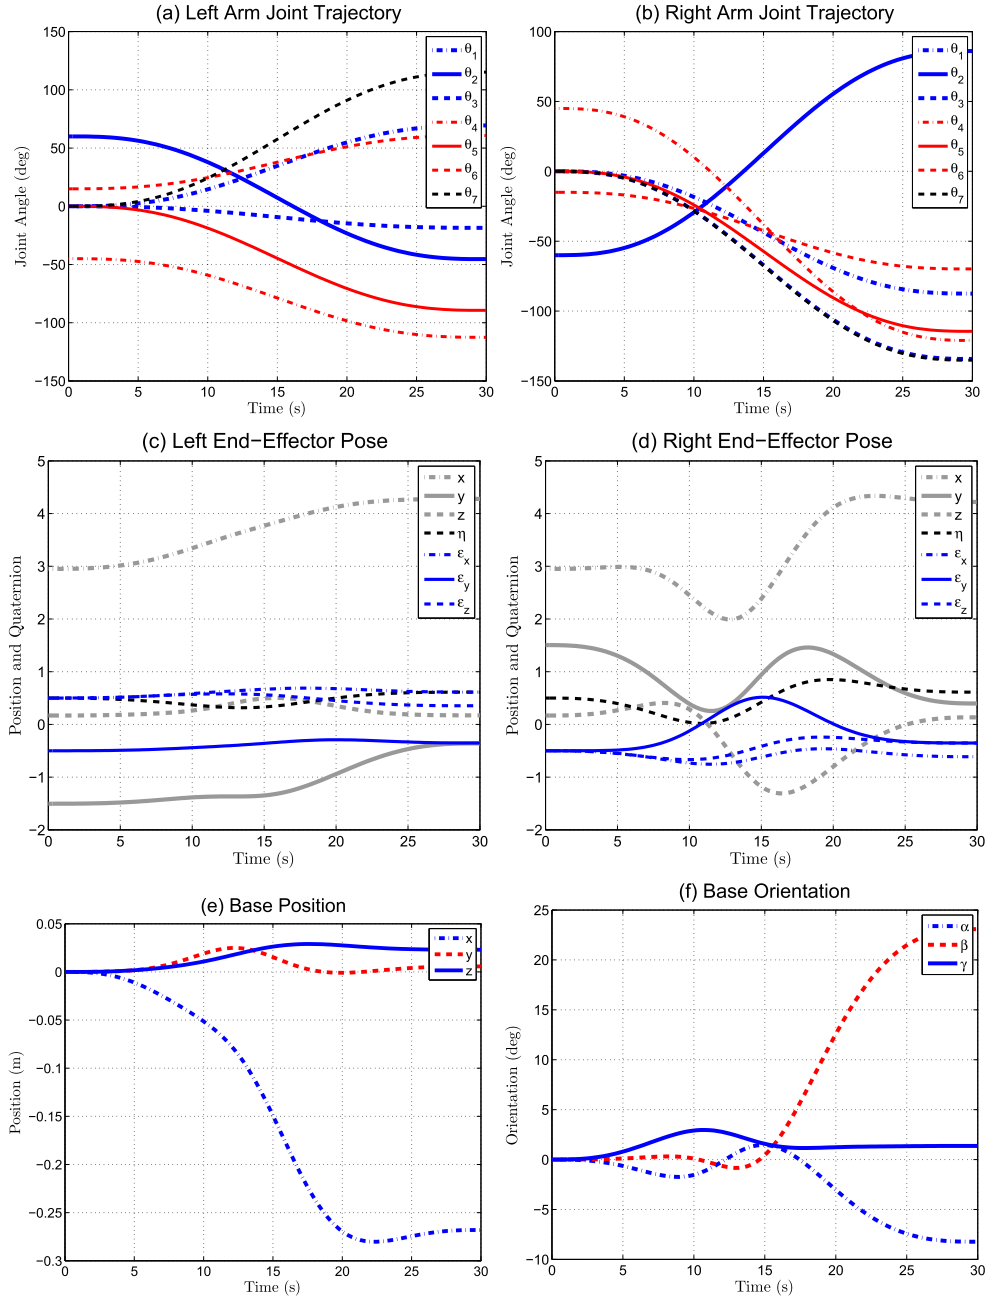 (a) Left Arm Joint Trajectory
150
100
50
0
−50
−100
−150
0 5 10 15 20 25 30
Joint Angle (deg)
Time (s)
θ1
θ2
θ3
θ4
θ5
θ6
θ7
(b) Right Arm Joint Trajectory
100
50
0
−50
−100
−150
0 5 10 15 20 25 30
Joint Angle (deg)
Time (s)
θ1
θ2
θ3
θ4
θ5
θ6
θ7
(c) Left End−Effector Pose
5
4
3
2
1
0
−1
−2
0 5 10 15 20 25 30
Position and Quaternion
Time (s)
x
y
z
η
εx
εy
εz
(d) Right End−Effector Pose
5
4
3
2
1
0
−1
−2
0 5 10 15 20 25 30
Position and Quaternion
Time (s)
x
y
z
η
εx
εy
εz
(e) Base Position
0.05
0
−0.05
−0.1
−0.15
−0.2
−0.25
−0.3
0 5 10 15 20 25 30
Position (m)
Time (s)
x
y
z
(f) Base Orientation
25
20
15
10
5
0
−5
−10
0 5 10 15 20 25 30
Orientation (deg)
Time (s)
α
β
γ